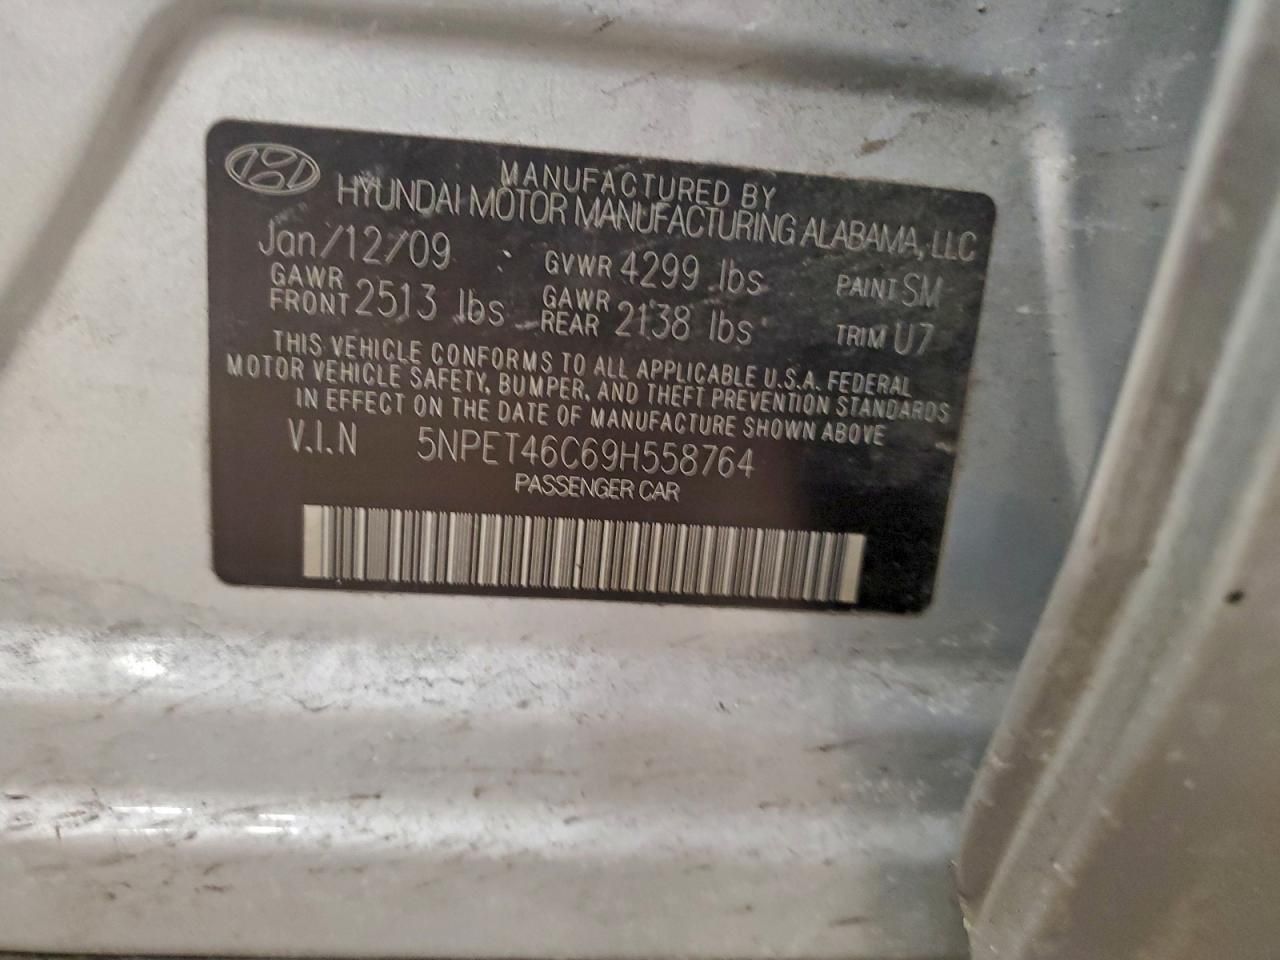 MANUFACTURED BY
HYUNDAI MOTOR MANUFACTURING ALABAMA, LLC
Jan/12/09 GVWR 4299 lbs PAINT SM
GAWR FRONT 2513 lbs GAWR REAR 2138 lbs TRIM U7
THIS VEHICLE CONFORMS TO ALL APPLICABLE U.S.A. FEDERAL
MOTOR VEHICLE SAFETY, BUMPER, AND THEFT PREVENTION STANDARDS
IN EFFECT ON THE DATE OF MANUFACTURE SHOWN ABOVE
V.I.N 5NPET46C69H558764
PASSENGER CAR